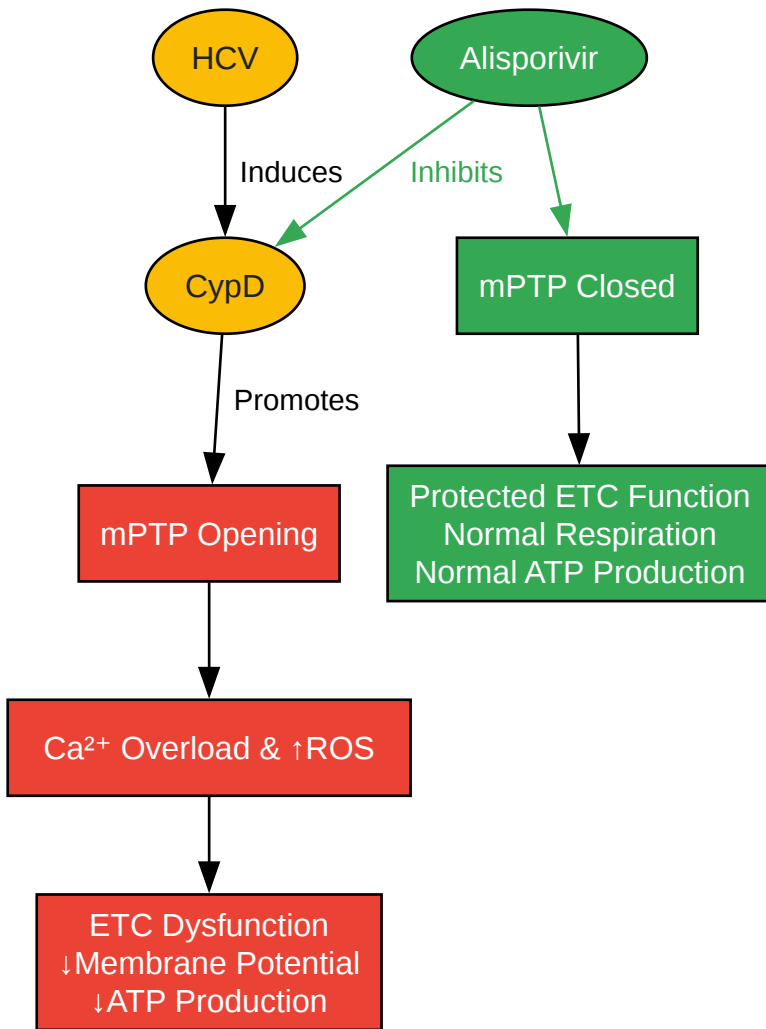 HCV
Alisporivir
Induces
Inhibits
CypD
mPTP Closed
Promotes
Protected ETC Function
Normal Respiration
Normal ATP Production
mPTP Opening
Ca²⁺ Overload & ↑ROS
ETC Dysfunction
↓Membrane Potential
↓ATP Production